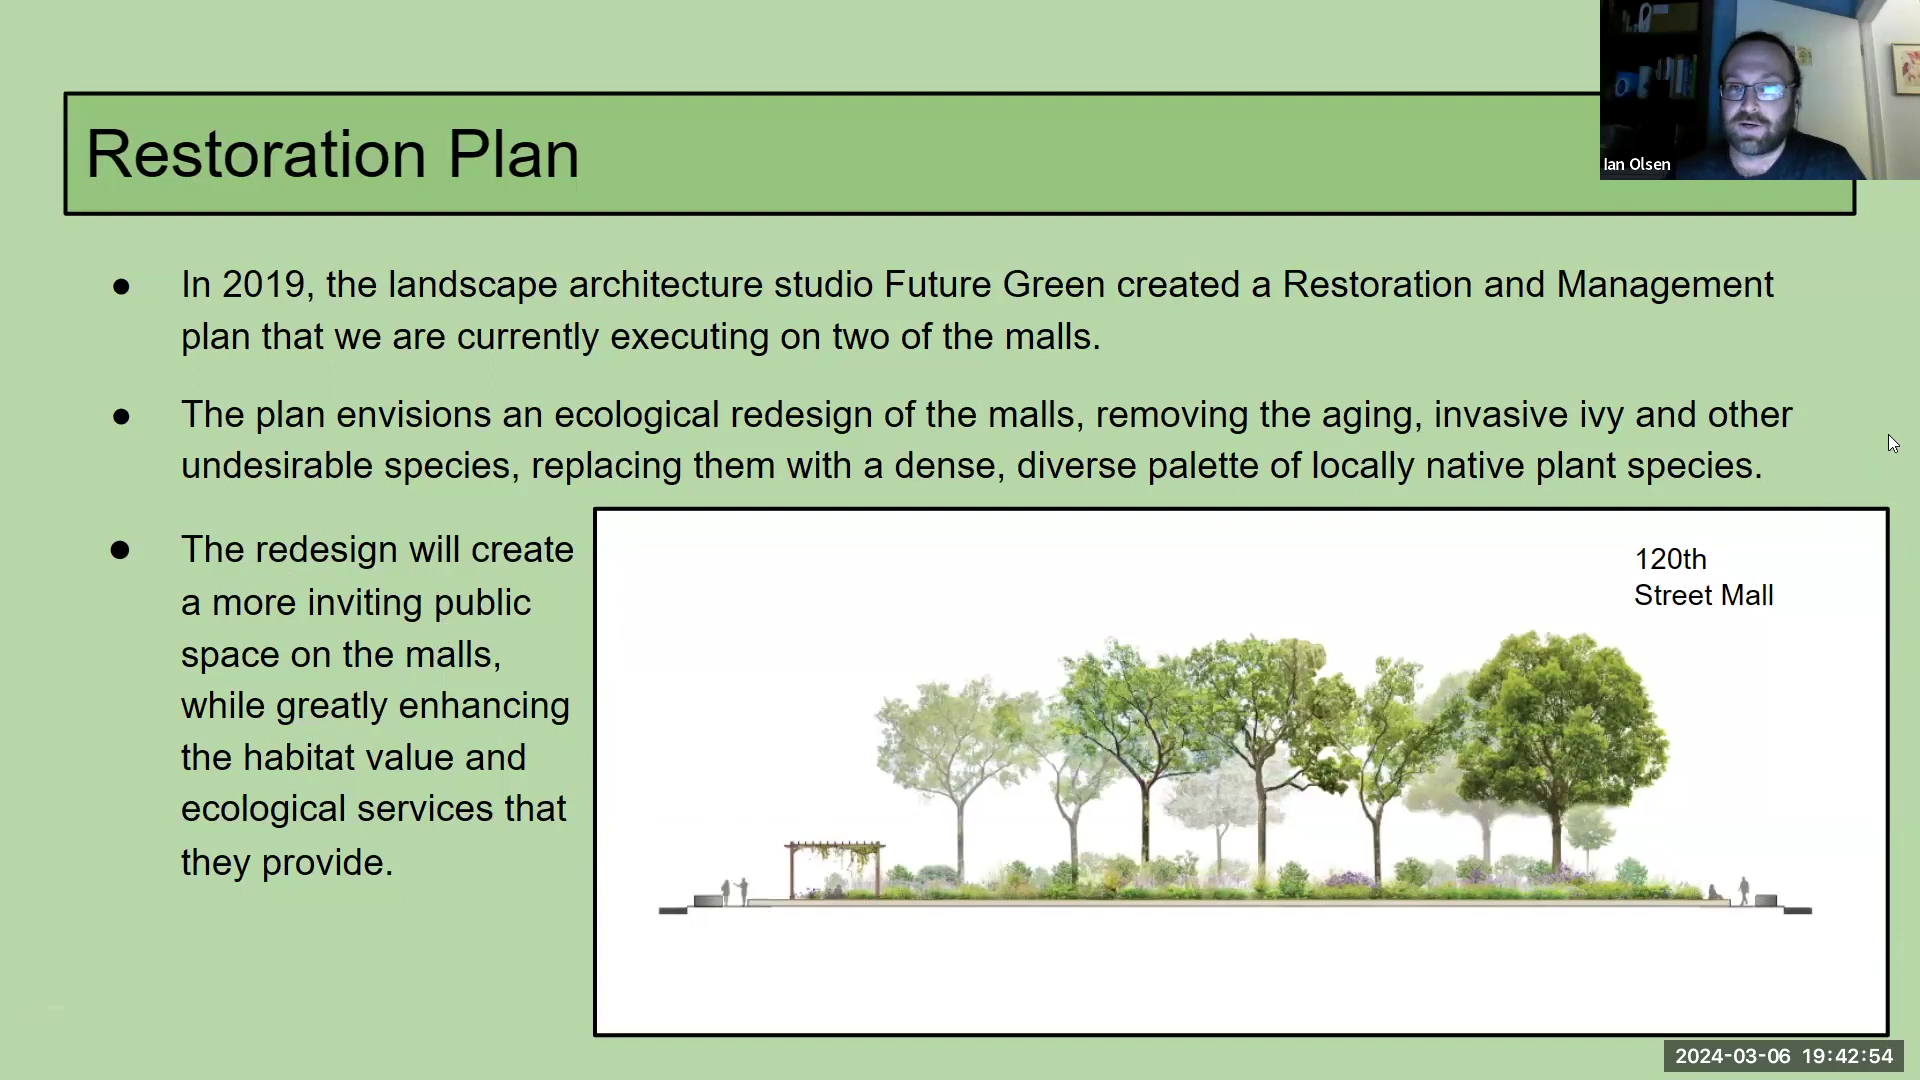 Restoration Plan
Ian Olsen
● In 2019, the landscape architecture studio Future Green created a Restoration and Management
plan that we are currently executing on two of the malls.
● The plan envisions an ecological redesign of the malls, removing the aging, invasive ivy and other
undesirable species, replacing them with a dense, diverse palette of locally native plant species.
● The redesign will create
a more inviting public
space on the malls,
while greatly enhancing
the habitat value and
ecological services that
they provide.
120th
Street Mall
2024-03-06 19:42:54